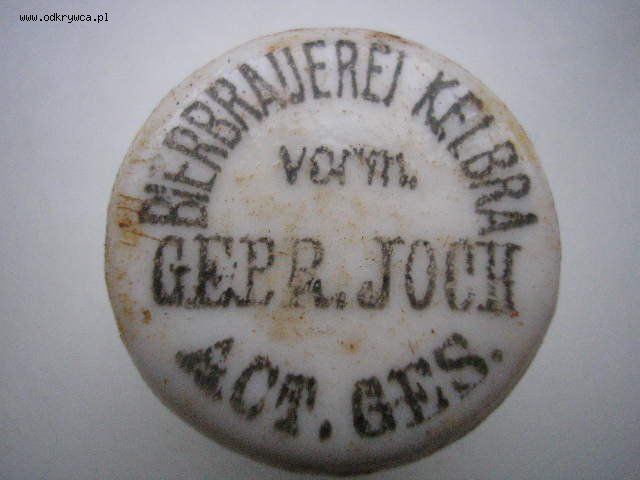 www.odkrywca.pl
BIERBRAUEREI KELBRA
vorm.
GEBR. JOCH
ACT. GES.